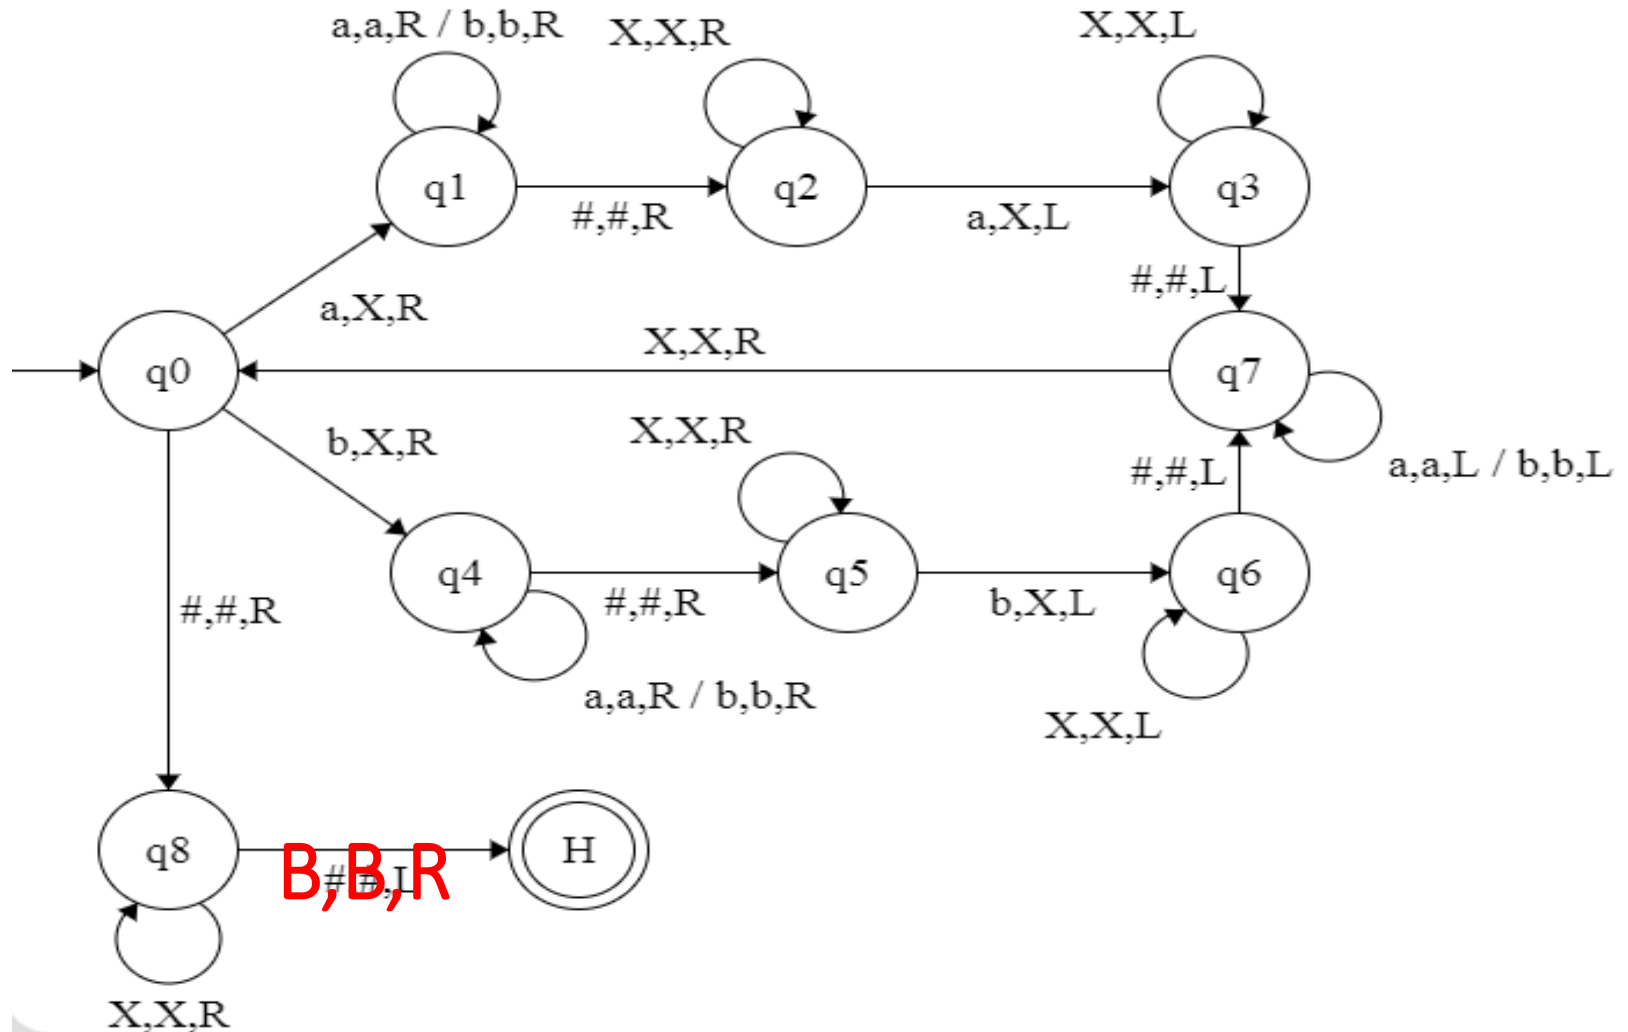 a,a,R / b,b,R
X,X,R
X,X,L
q1
q2
q3
#,#,R
a,X,L
#,#,L
a,X,R
q0
X,X,R
q7
b,X,R
X,X,R
#,#,L
a,a,L / b,b,L
q4
q5
q6
#,#,R
#,#,R
b,X,L
a,a,R / b,b,R
X,X,L
q8
B,B,R
#,#,L
H
X,X,R